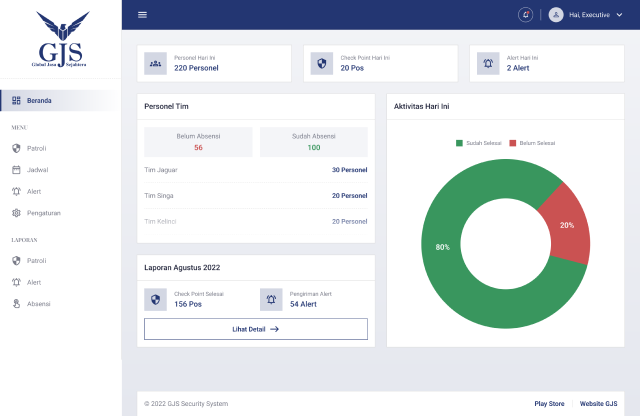 GJS
Global Jasa Sejahtera
Hai, Executive
Beranda
MENU
Patroli
Jadwal
Alert
Pengaturan
LAPORAN
Patroli
Alert
Absensi
Personel Hari Ini
220 Personel
Check Point Hari Ini
20 Pos
Alert Hari Ini
2 Alert
Personel Tim
Belum Absensi
56
Sudah Absensi
100
Tim Jaguar
30 Personel
Tim Singa
20 Personel
Tim Kelinci
20 Personel
Laporan Agustus 2022
Check Point Selesai
156 Pos
Pengiriman Alert
54 Alert
Lihat Detail
Aktivitas Hari Ini
Sudah Selesai
Belum Selesai
20%
80%
© 2022 GJS Security System
Play Store
Website GJS